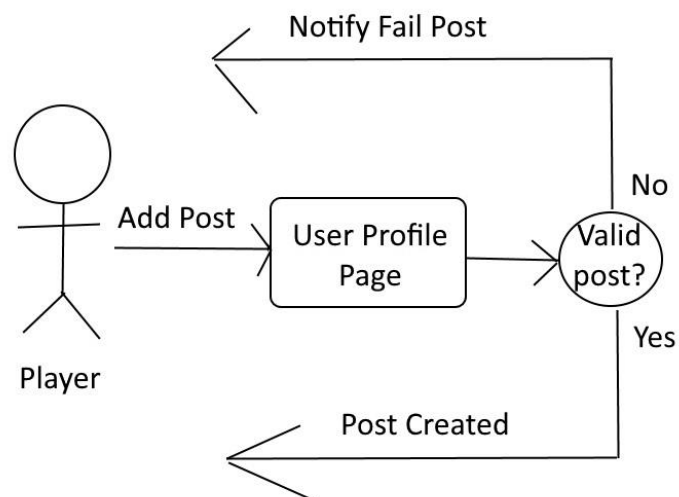 Notify Fail Post
No
Add Post
User Profile
Page
Valid
post?
Yes
Player
Post Created